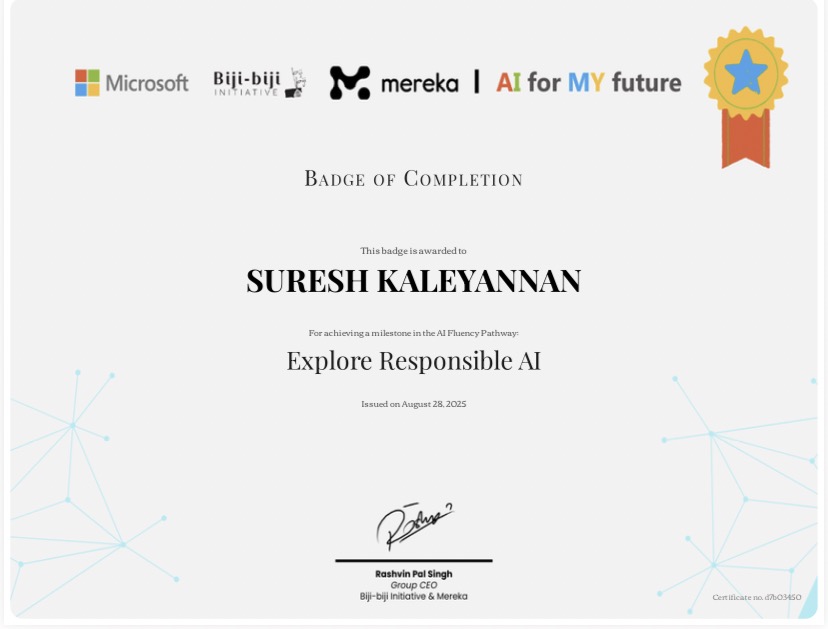 Microsoft Biji-biji INITIATIVE mereka | AI for MY future
BADGE OF COMPLETION
This badge is awarded to
SURESH KALEYANNAN
For achieving a milestone in the AI Fluency Pathway:
Explore Responsible AI
Issued on August 28, 2025
Rashvin Pal Singh
Group CEO
Biji-biji Initiative & Mereka
Certificate no. d7b03450